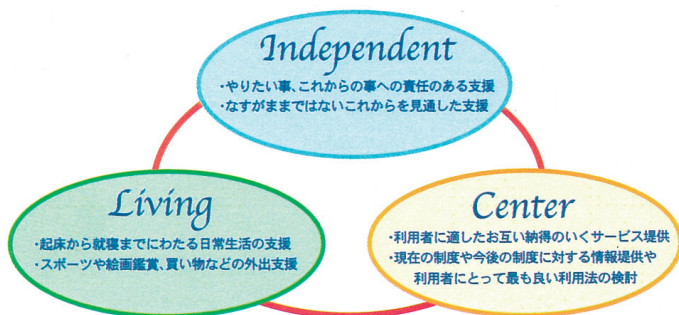 Independent
・やりたい事、これからの事への責任のある支援
・なすがままではないこれからを見通した支援
Living
・起床から就寝までにわたる日常生活の支援
・スポーツや絵画鑑賞、買い物などの外出支援
Center
・利用者に適したお互い納得のいくサービス提供
・現在の制度や今後の制度に対する情報提供や
利用者にとって最も良い利用法の検討